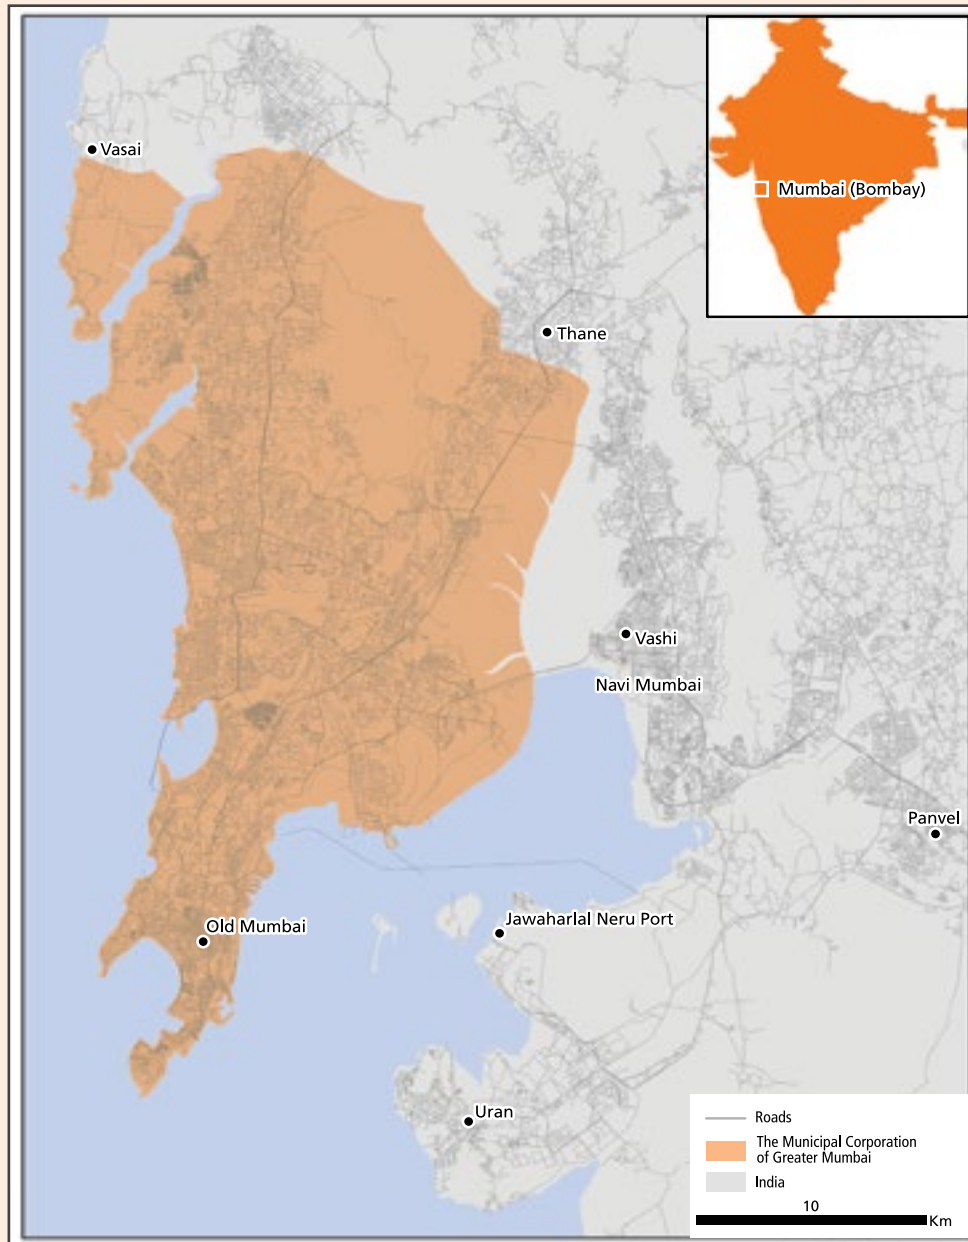 Vasai
Mumbai (Bombay)
Thane
Vashi
Navi Mumbai
Panvel
Jawaharlal Neru Port
Old Mumbai
Uran
Roads
The Municipal Corporation
of Greater Mumbai
India
10
Km